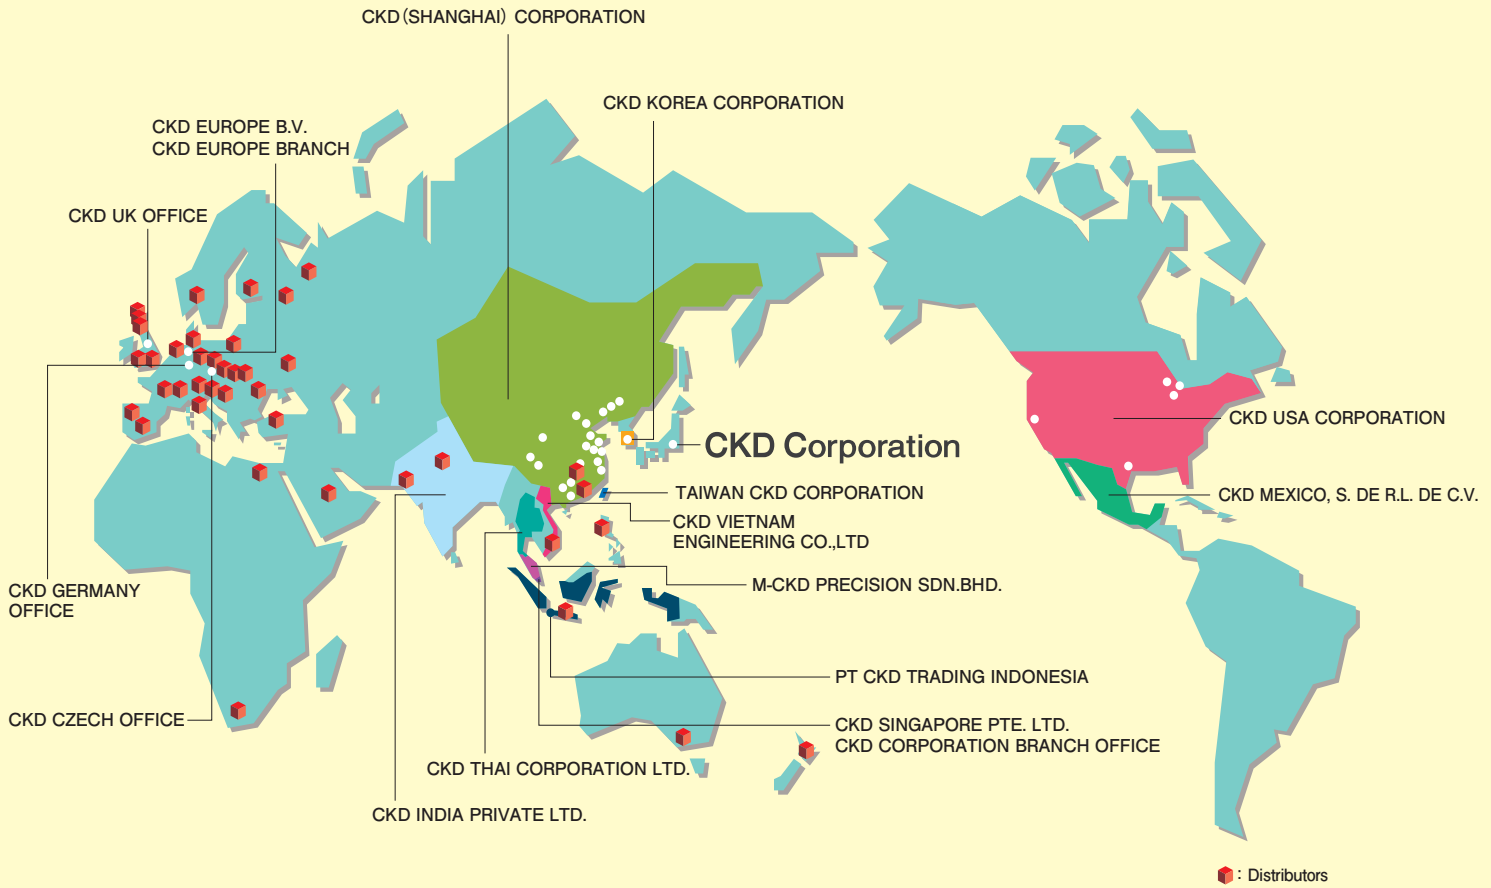 CKD(SHANGHAI) CORPORATION
CKD KOREA CORPORATION
CKD EUROPE B.V.
CKD EUROPE BRANCH
CKD UK OFFICE
CKD USA CORPORATION
CKD Corporation
TAIWAN CKD CORPORATION
CKD MEXICO, S. DE R.L. DE C.V.
CKD VIETNAM
ENGINEERING CO.,LTD
M-CKD PRECISION SDN.BHD.
CKD GERMANY
OFFICE
PT CKD TRADING INDONESIA
CKD CZECH OFFICE
CKD SINGAPORE PTE. LTD.
CKD CORPORATION BRANCH OFFICE
CKD THAI CORPORATION LTD.
CKD INDIA PRIVATE LTD.
: Distributors